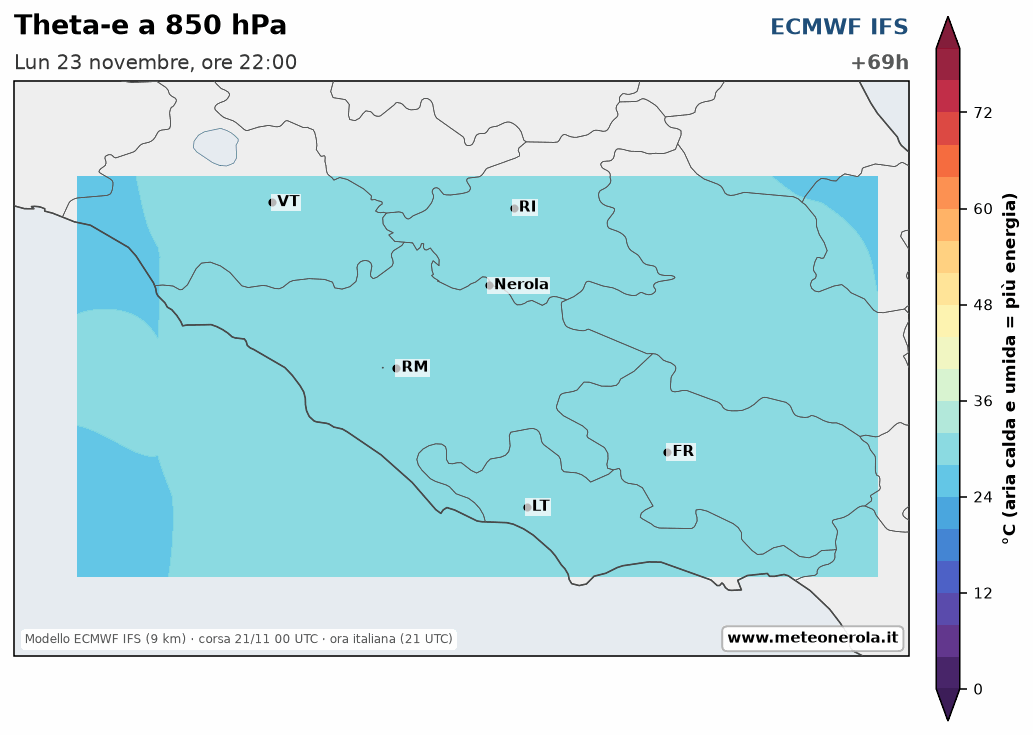 Theta-e a 850 hPa
ECMWF IFS
Lun 23 novembre, ore 22:00
+69h
VT
RI
Nerola
RM
FR
LT
72
60
48
36
24
12
0
°C (aria calda e umida = più energia)
Modello ECMWF IFS (9 km) · corsa 21/11 00 UTC · ora italiana (21 UTC)
www.meteonerola.it